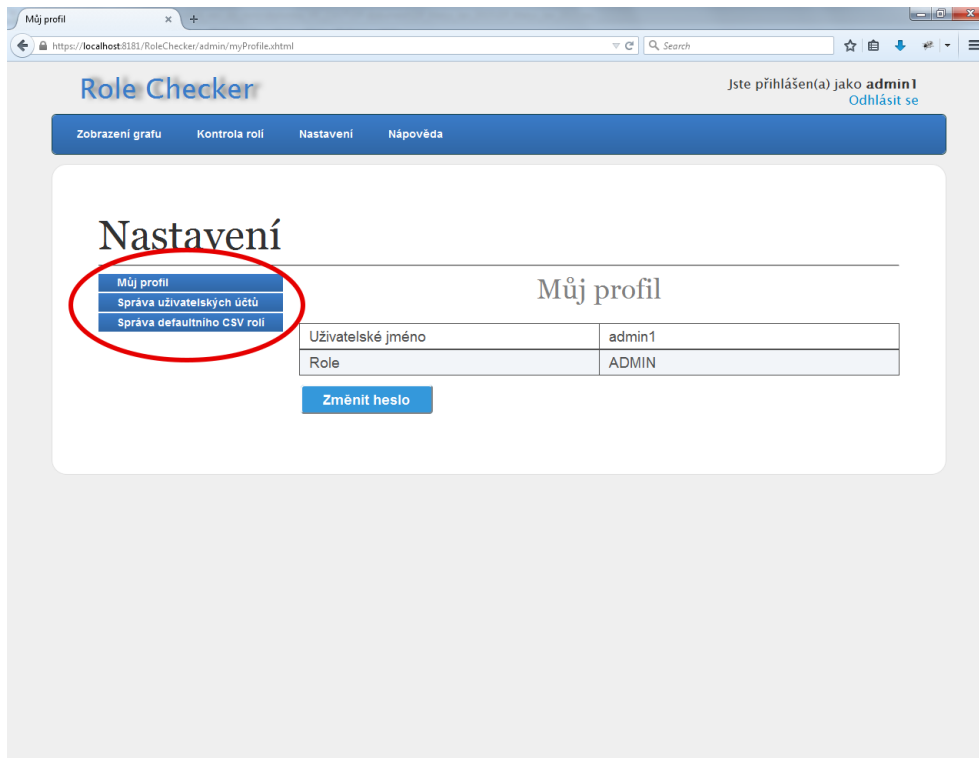 Můj profil
https://localhost:8181/RoleChecker/admin/myProfile.xhtml
Search
Role Checker
Jste přihlášen(a) jako admin1
Odhlásit se
Zobrazení grafu Kontrola rolí Nastavení Nápověda
Nastavení
Můj profil
Správa uživatelských účtů
Správa defaultního CSV rolí
Můj profil
Uživatelské jméno admin1
Role ADMIN
Změnit heslo